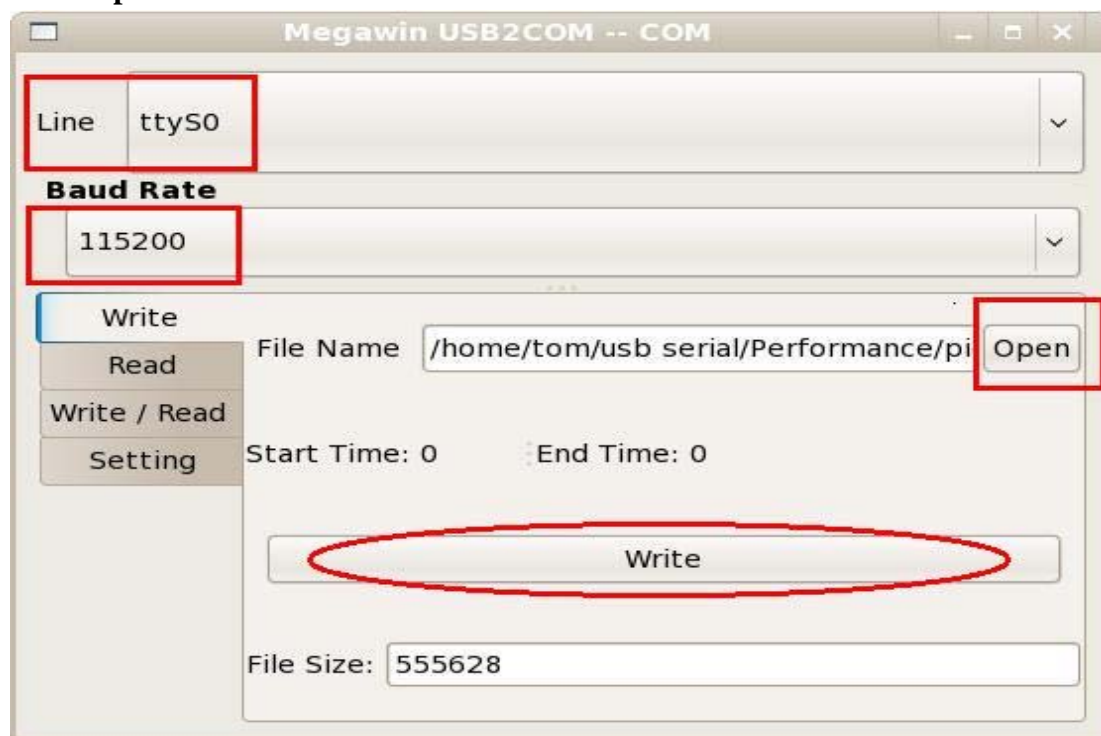 Megawin USB2COM -- COM
Line ttyS0
Baud Rate
115200
Write
Read
Write / Read
Setting
File Name /home/tom/usb serial/Performance/pi Open
Start Time: 0 End Time: 0
Write
File Size: 555628